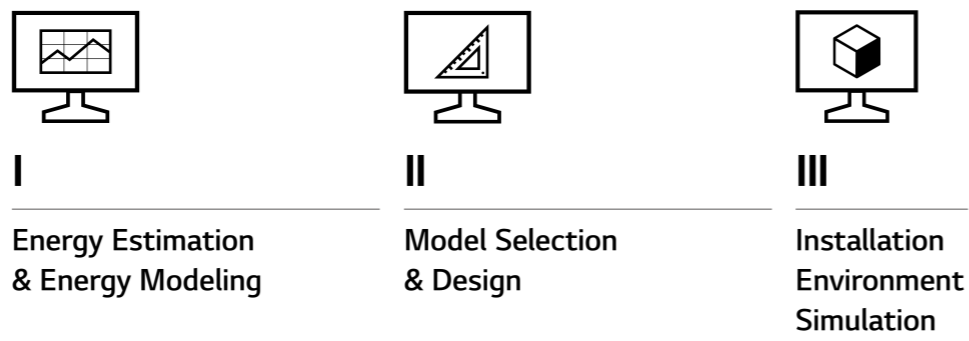 I
Energy Estimation
& Energy Modeling
II
Model Selection
& Design
III
Installation
Environment
Simulation